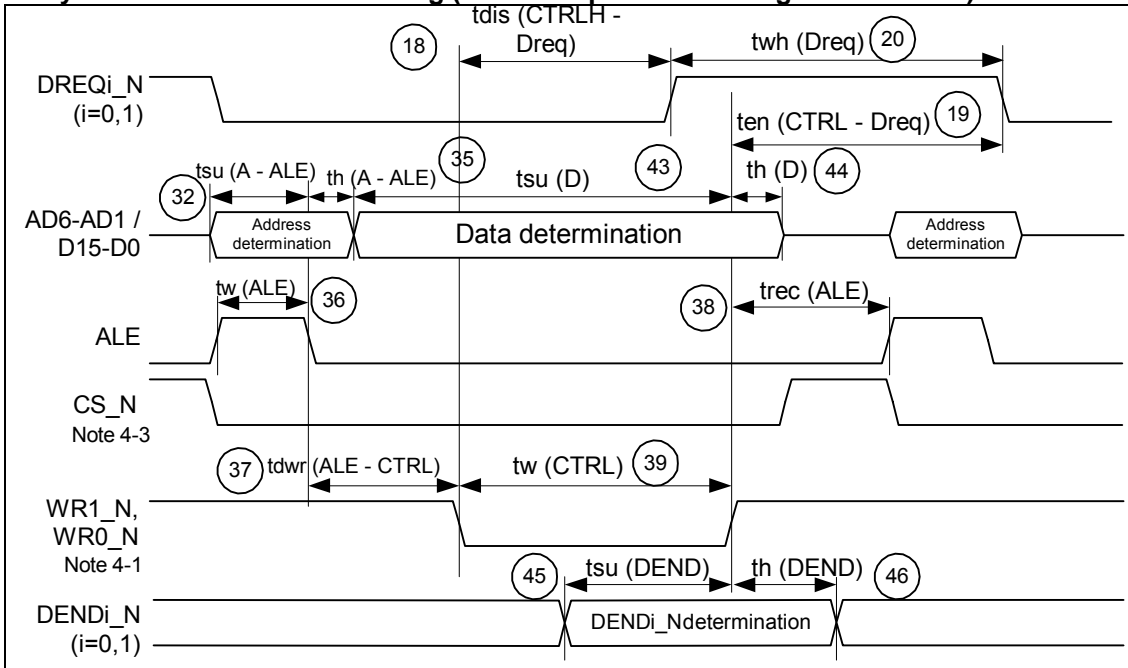 tdis (CTRLH -
Dreq)
18
twh (Dreq) 20
DREQi_N
(i=0,1)
ten (CTRL - Dreq) 19
35
43
32
tsu (A - ALE)
th (A - ALE)
tsu (D)
th (D) 44
AD6-AD1 /
D15-D0
Address
determination
Data determination
Address
determination
tw (ALE)
36
38
trec (ALE)
ALE
CS_N
Note 4-3
37
tdwr (ALE - CTRL)
tw (CTRL) 39
WR1_N,
WR0_N
Note 4-1
45
tsu (DEND)
th (DEND)
46
DENDi_N
(i=0,1)
DENDi_Ndetermination